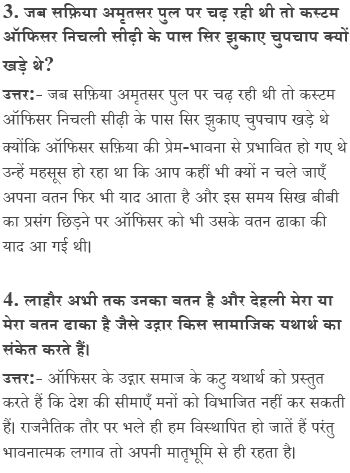 3. जब सफ़िया अमृतसर पुल पर चढ़ रही थी तो कस्टम
ऑफिसर निचली सीढ़ी के पास सिर झुकाए चुपचाप क्यों
खड़े थे?
उत्तर:- जब सफ़िया अमृतसर पुल पर चढ़ रही थी तो कस्टम
ऑफिसर निचली सीढ़ी के पास सिर झुकाए चुपचाप खड़े थे
क्योंकि ऑफिसर सफ़िया की प्रेम-भावना से प्रभावित हो गए थे
उन्हें महसूस हो रहा था कि आप कहीं भी क्यों न चले जाएँ
अपना वतन फिर भी याद आता है और इस समय सिख बीबी
का प्रसंग छिड़ने पर ऑफिसर को भी उसके वतन ढाका की
याद आ गई थी।
4. लाहौर अभी तक उनका वतन है और देहली मेरा या
मेरा वतन ढाका है जैसे उद्गार किस सामाजिक यथार्थ का
संकेत करते हैं।
उत्तर:- ऑफिसर के उद्गार समाज के कटु यथार्थ को प्रस्तुत
करते हैं कि देश की सीमाएँ मनों को विभाजित नहीं कर सकती
हैं। राजनैतिक तौर पर भले ही हम विस्थापित हो जातें हैं परंतु
भावनात्मक लगाव तो अपनी मातृभूमि से ही रहता है।